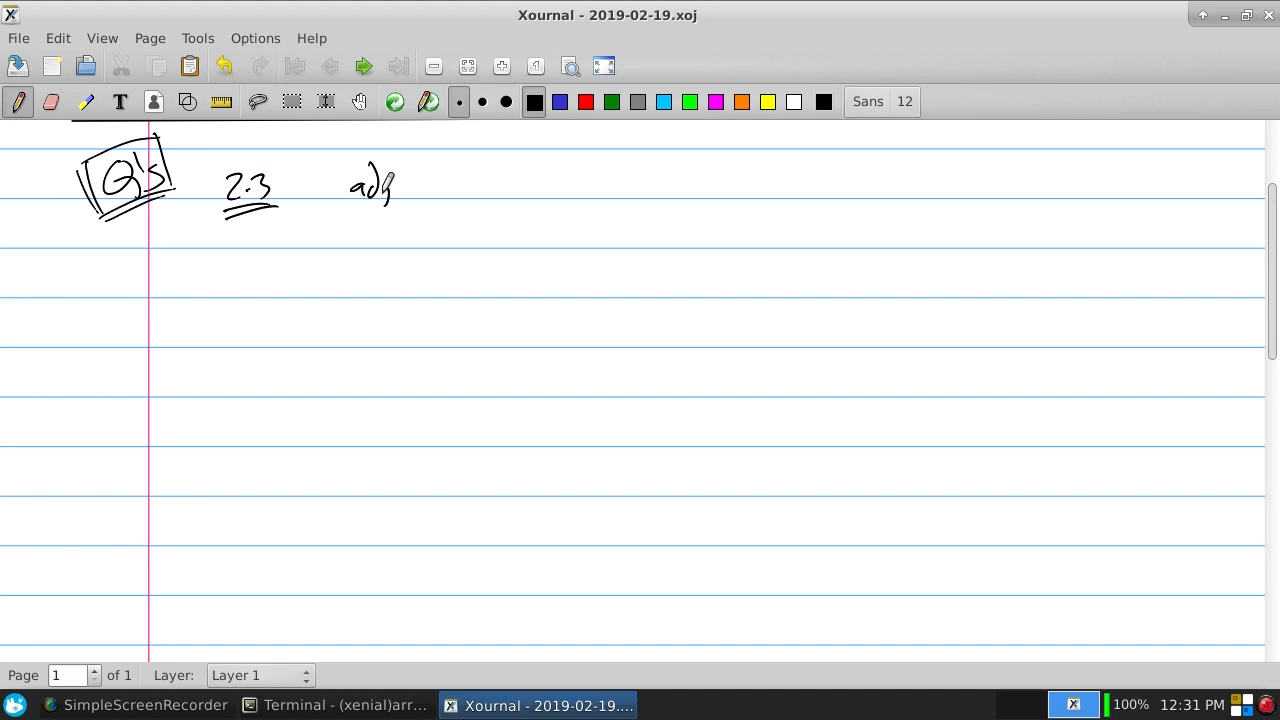 Xournal - 2019-02-19.xoj
File Edit View Page Tools Options Help
Sans 12
Q's 2.3 adj
Page 1 of 1 Layer: Layer 1
SimpleScreenRecorder Terminal - (xenial)arr... Xournal - 2019-02-19.... 100% 12:31 PM